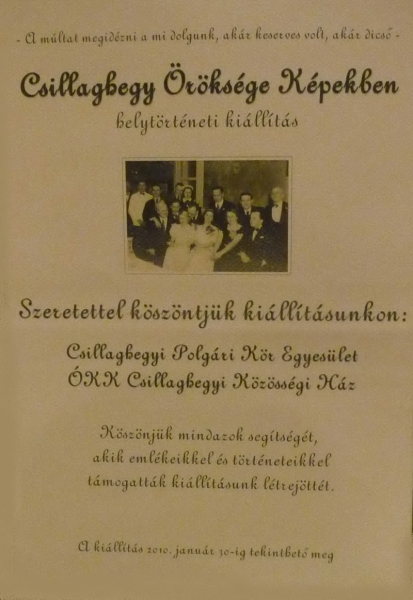 - A múltat megidézni a mi dolgunk, akár keserves volt, akár dicső -
Csillaghegy Öröksége Képekben
helytörténeti kiállítás
Szeretettel köszöntjük kiállításunkon:
Csillaghegyi Polgári Kör Egyesület
ÓKK Csillaghegyi Közösségi Ház
Köszönjük mindazok segítségét,
akik emlékeikkel és történeteikkel
támogatták kiállításunk létrejöttét.
A kiállítás 2010. január 30-ig tekinthető meg